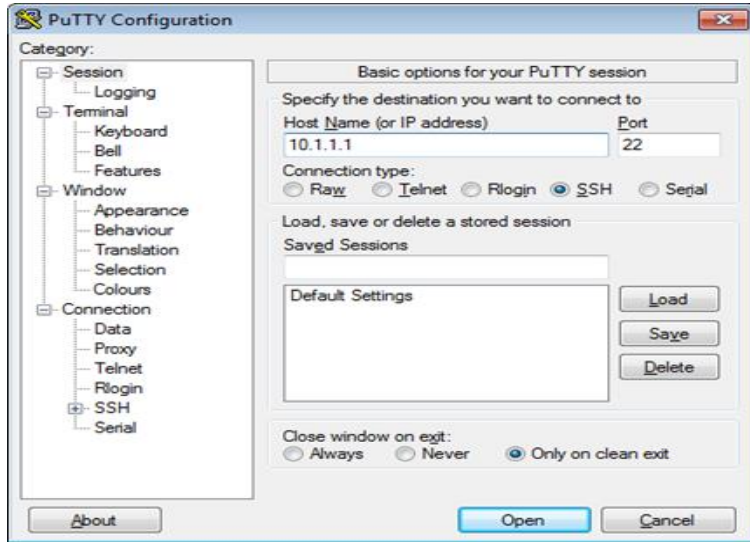 PuTTY Configuration
Category:
Session
Logging
Terminal
Keyboard
Bell
Features
Window
Appearance
Behaviour
Translation
Selection
Colours
Connection
Data
Proxy
Telnet
Rlogin
SSH
Serial
Basic options for your PuTTY session
Specify the destination you want to connect to
Host Name (or IP address) Port
10.1.1.1 22
Connection type:
Raw Telnet Rlogin SSH Serial
Load, save or delete a stored session
Saved Sessions
Default Settings
Load
Save
Delete
Close window on exit:
Always Never Only on clean exit
About Open Cancel